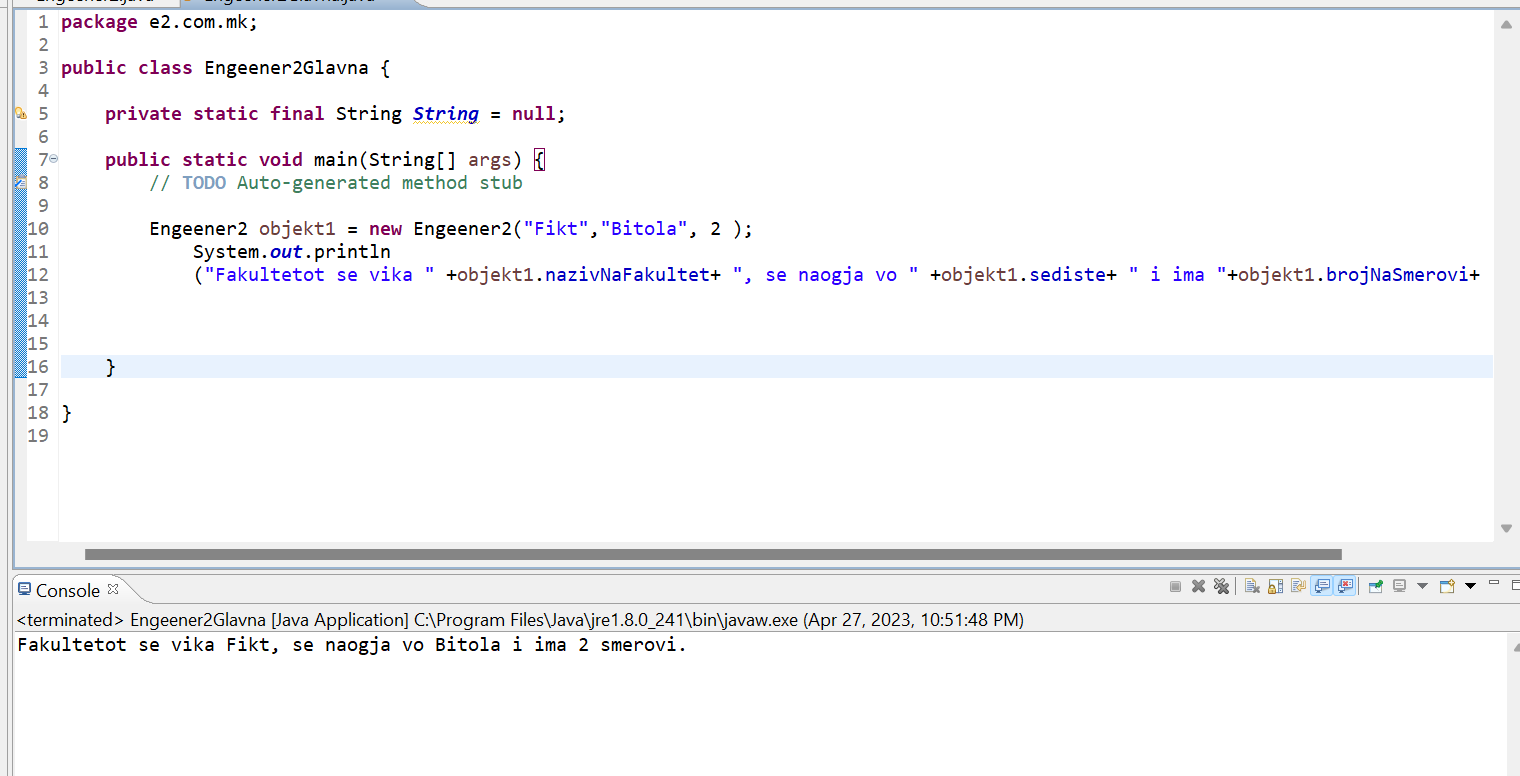 1 package e2.com.mk;
2
3 public class Engeener2Glavna {
4
5 private static final String String = null;
6
7 public static void main(String[] args) {
8 // TODO Auto-generated method stub
9
10 Engeener2 objekt1 = new Engeener2("Fikt","Bitola", 2 );
11 System.out.println
12 ("Fakultetot se vika " +objekt1.nazivNaFakultet+ ", se naogja vo " +objekt1.sediste+ " i ima "+objekt1.brojNaSmerovi+
13
14
15
16 }
17
18 }
19
Console
<terminated> Engeener2Glavna [Java Application] C:\Program Files\Java\jre1.8.0_241\bin\javaw.exe (Apr 27, 2023, 10:51:48 PM)
Fakultetot se vika Fikt, se naogja vo Bitola i ima 2 smerovi.